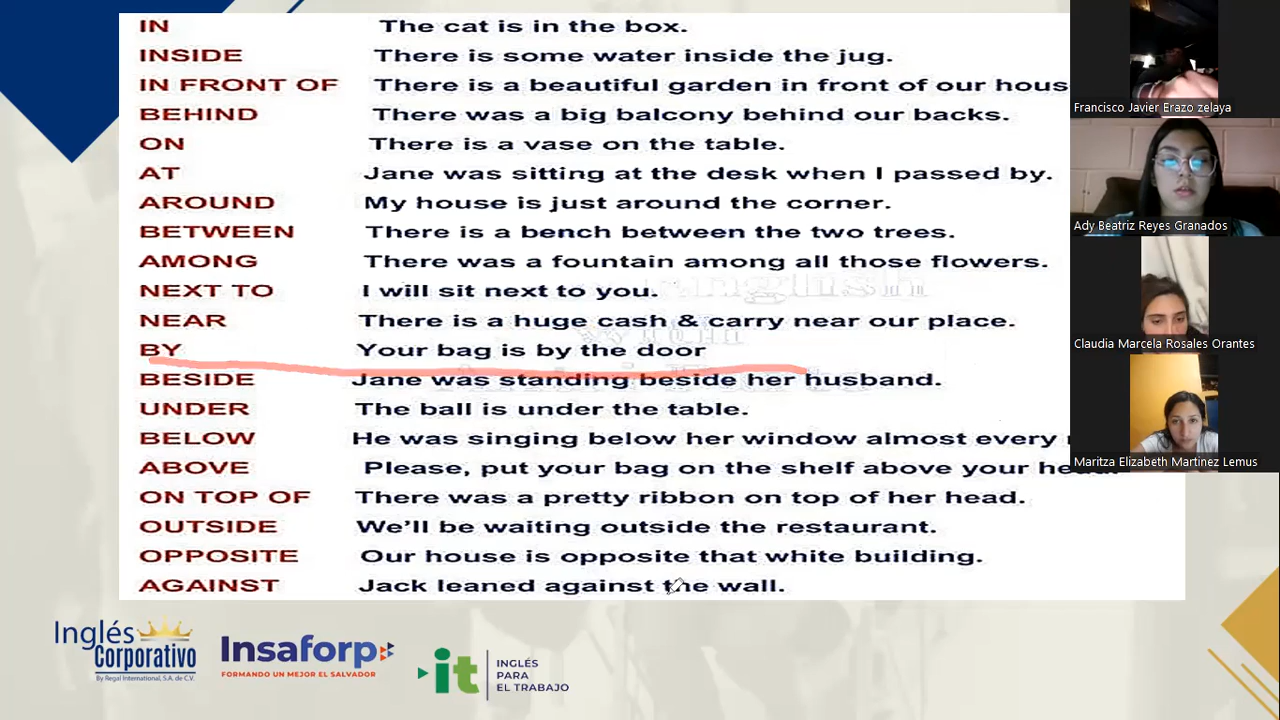 IN The cat is in the box.
INSIDE There is some water inside the jug.
IN FRONT OF There is a beautiful garden in front of our hous
BEHIND There was a big balcony behind our backs.
ON There is a vase on the table.
AT Jane was sitting at the desk when I passed by.
AROUND My house is just around the corner.
BETWEEN There is a bench between the two trees.
AMONG There was a fountain among all those flowers.
NEXT TO I will sit next to you.
NEAR There is a huge cash & carry near our place.
BY Your bag is by the door
BESIDE Jane was standing beside her husband.
UNDER The ball is under the table.
BELOW He was singing below her window almost every
ABOVE Please, put your bag on the shelf above your
ON TOP OF There was a pretty ribbon on top of her head.
OUTSIDE We'll be waiting outside the restaurant.
OPPOSITE Our house is opposite that white building.
AGAINST Jack leaned against the wall.
Francisco Javier Erazo zelaya
Ady Beatriz Reyes Granados
Claudia Marcela Rosales Orantes
Maritza Elizabeth Martinez Lemus
Inglés
Corporativo
By Regal International, S.A. de C.V.
Insaforp
FORMANDO UN MEJOR EL SALVADOR
it
INGLÉS
PARA
EL TRABAJO